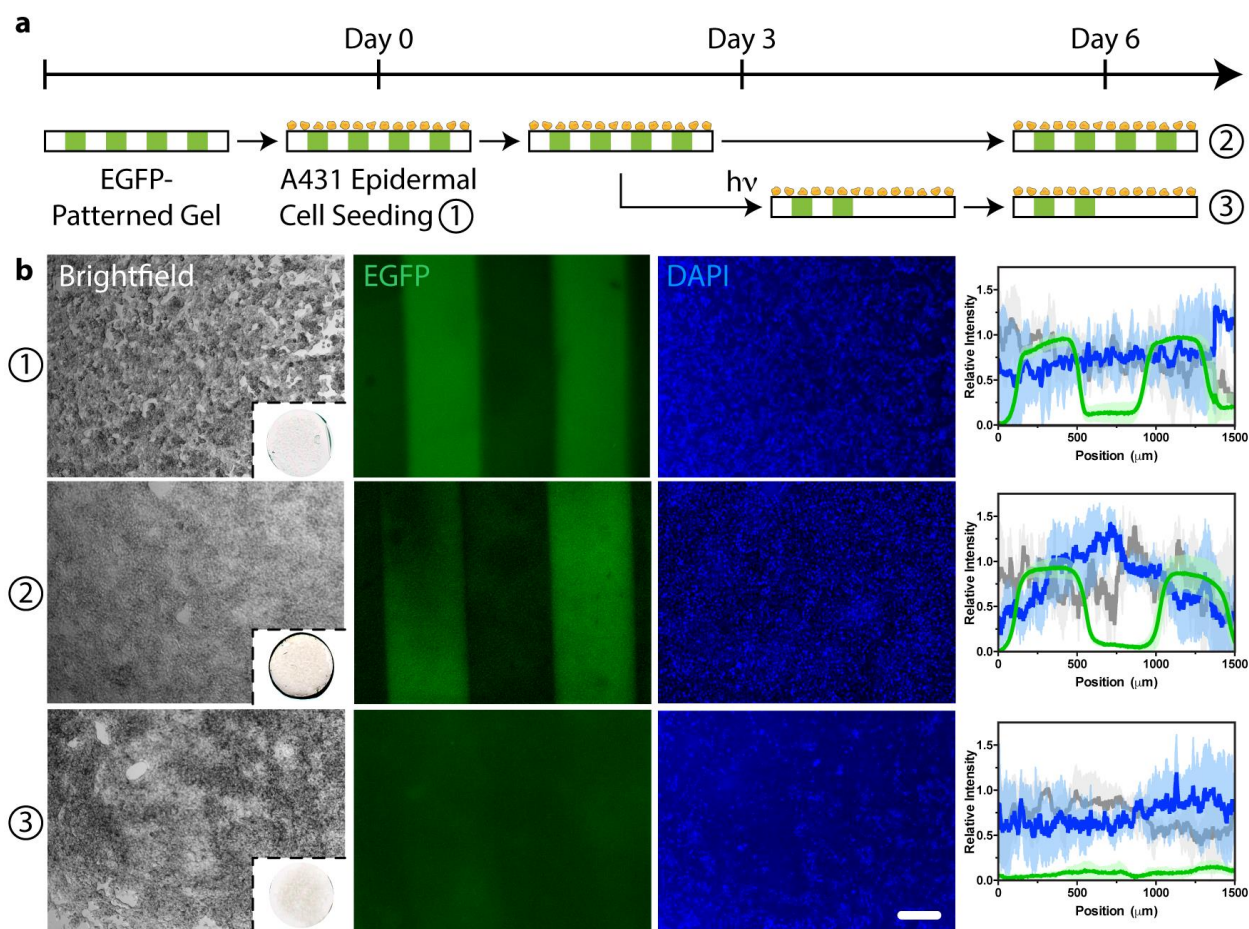 a
Day 0
Day 3
Day 6
EGFP-
Patterned Gel
A431 Epidermal
Cell Seeding ①
hν
②
③
b
Brightfield
EGFP
DAPI
①
②
③
Relative Intensity
1.5
1.0
0.5
0.0
0
500
1000
1500
Position (μm)
Relative Intensity
1.5
1.0
0.5
0.0
0
500
1000
1500
Position (μm)
Relative Intensity
1.5
1.0
0.5
0.0
0
500
1000
1500
Position (μm)